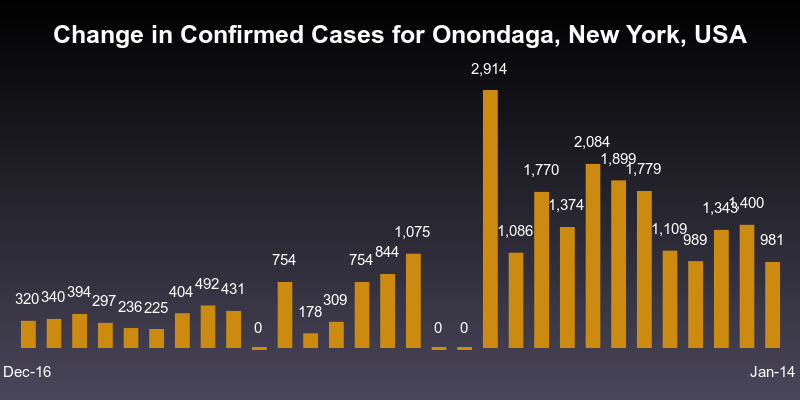 Change in Confirmed Cases for Onondaga, New York, USA
320 340 394 297 236 225 404 492 431 0 754 178 309 754 844 1,075 0 0 2,914 1,086 1,770 1,374 2,084 1,899 1,779 1,109 989 1,343 1,400 981
Dec-16 Jan-14